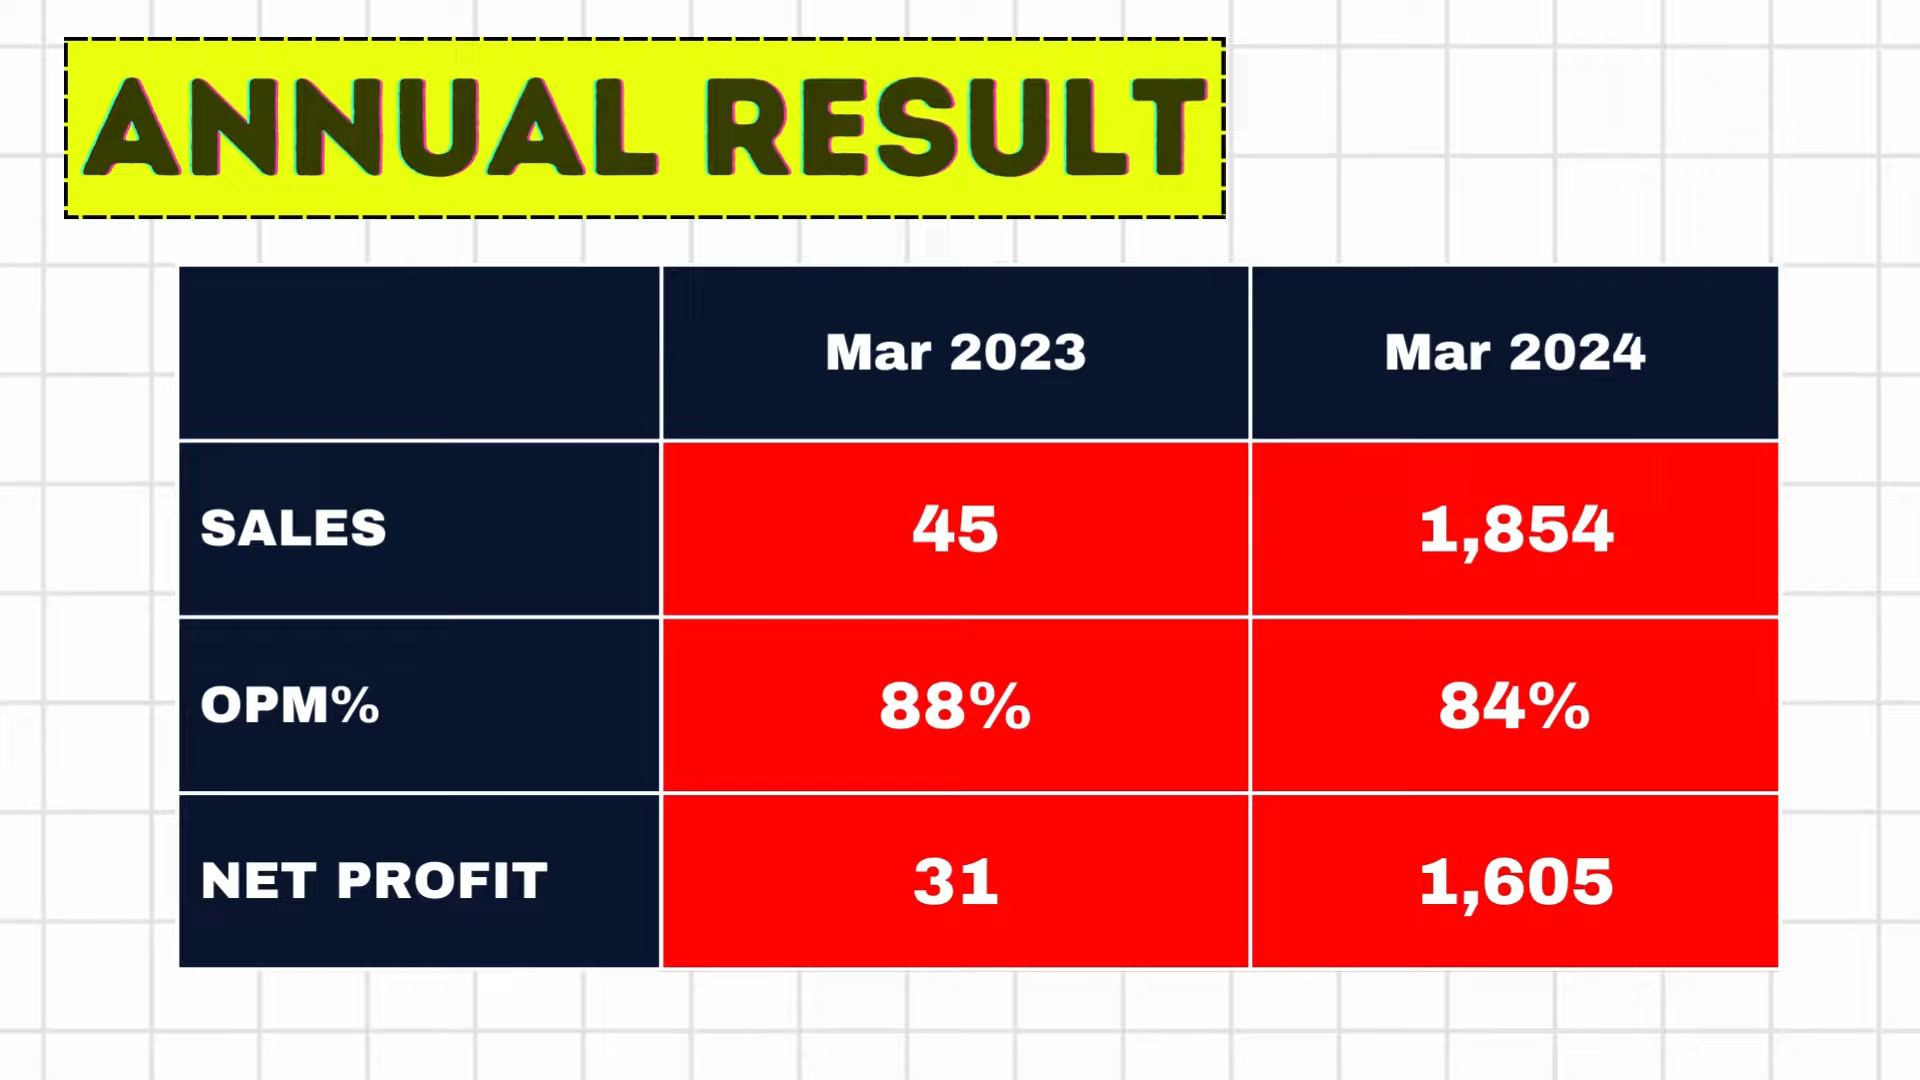 ANNUAL RESULT
Mar 2023 Mar 2024
SALES 45 1,854
OPM% 88% 84%
NET PROFIT 31 1,605